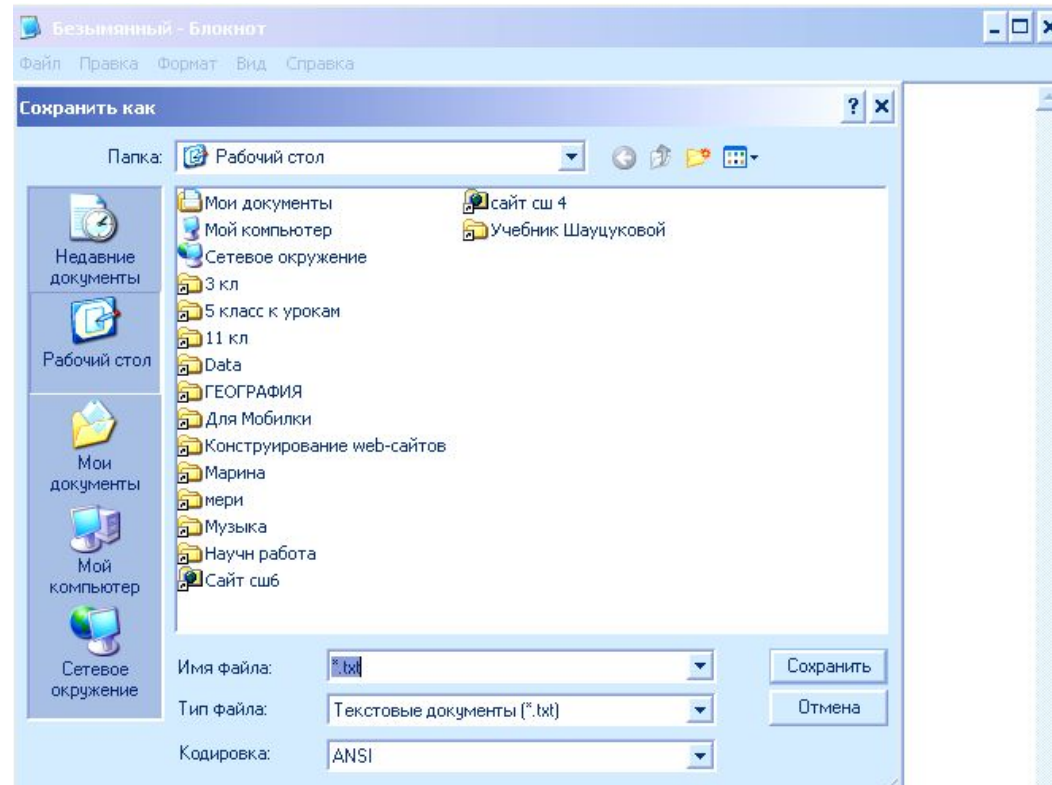 Безымянный - Блокнот
Файл Правка Формат Вид Справка
Сохранить как
Папка: Рабочий стол
Недавние документы
Рабочий стол
Мои документы
Мой компьютер
Сетевое окружение
Мои документы
Мой компьютер
Сетевое окружение
3 кл
5 класс к урокам
11 кл
Data
ГЕОГРАФИЯ
Для Мобилки
Конструирование web-сайтов
Марина
мери
Музыка
Научн работа
Сайт сш6
сайт сш 4
Учебник Шауцуковой
Имя файла: *.txt
Сохранить
Тип файла: Текстовые документы (*.txt)
Отмена
Кодировка: ANSI